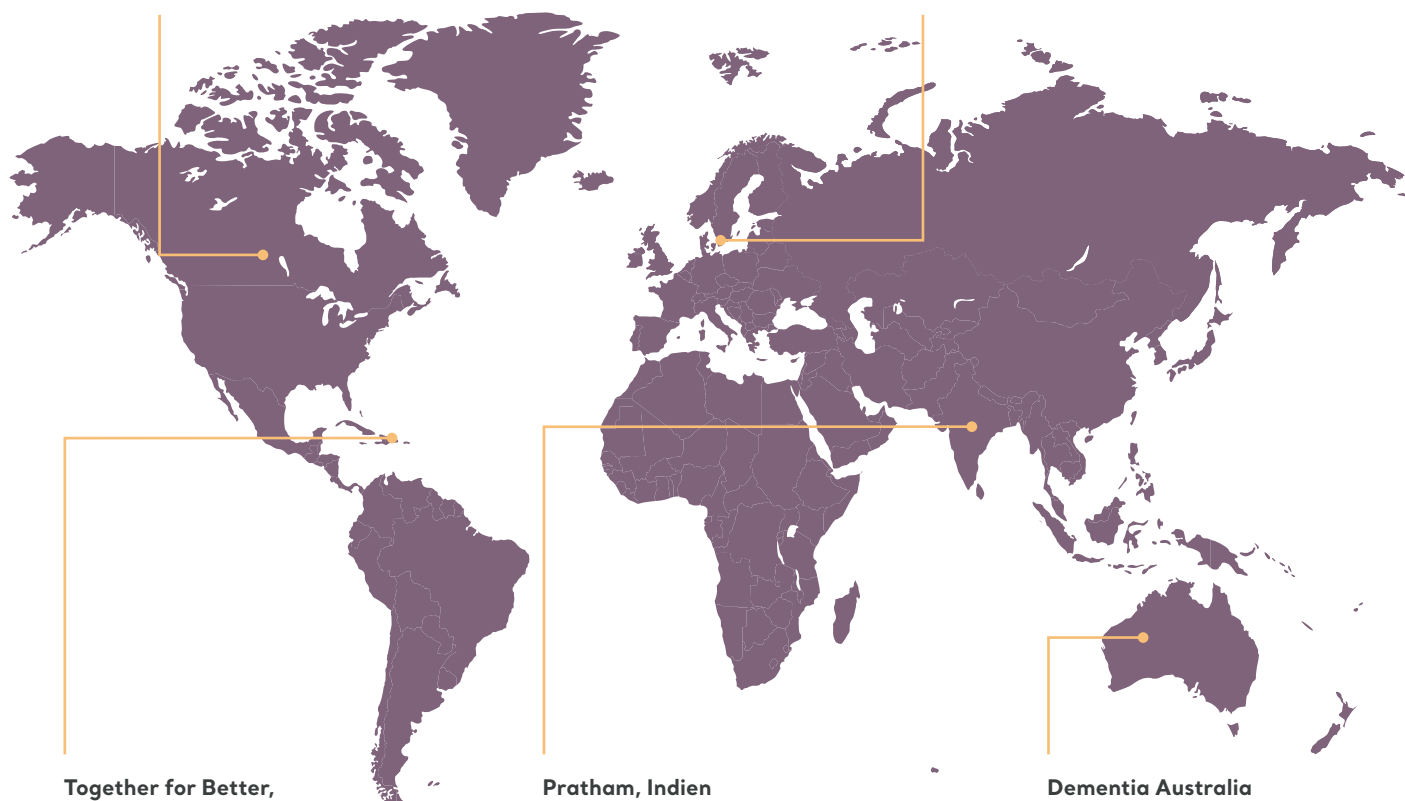 Together for Better,
Pratham, Indien
Dementia Australia